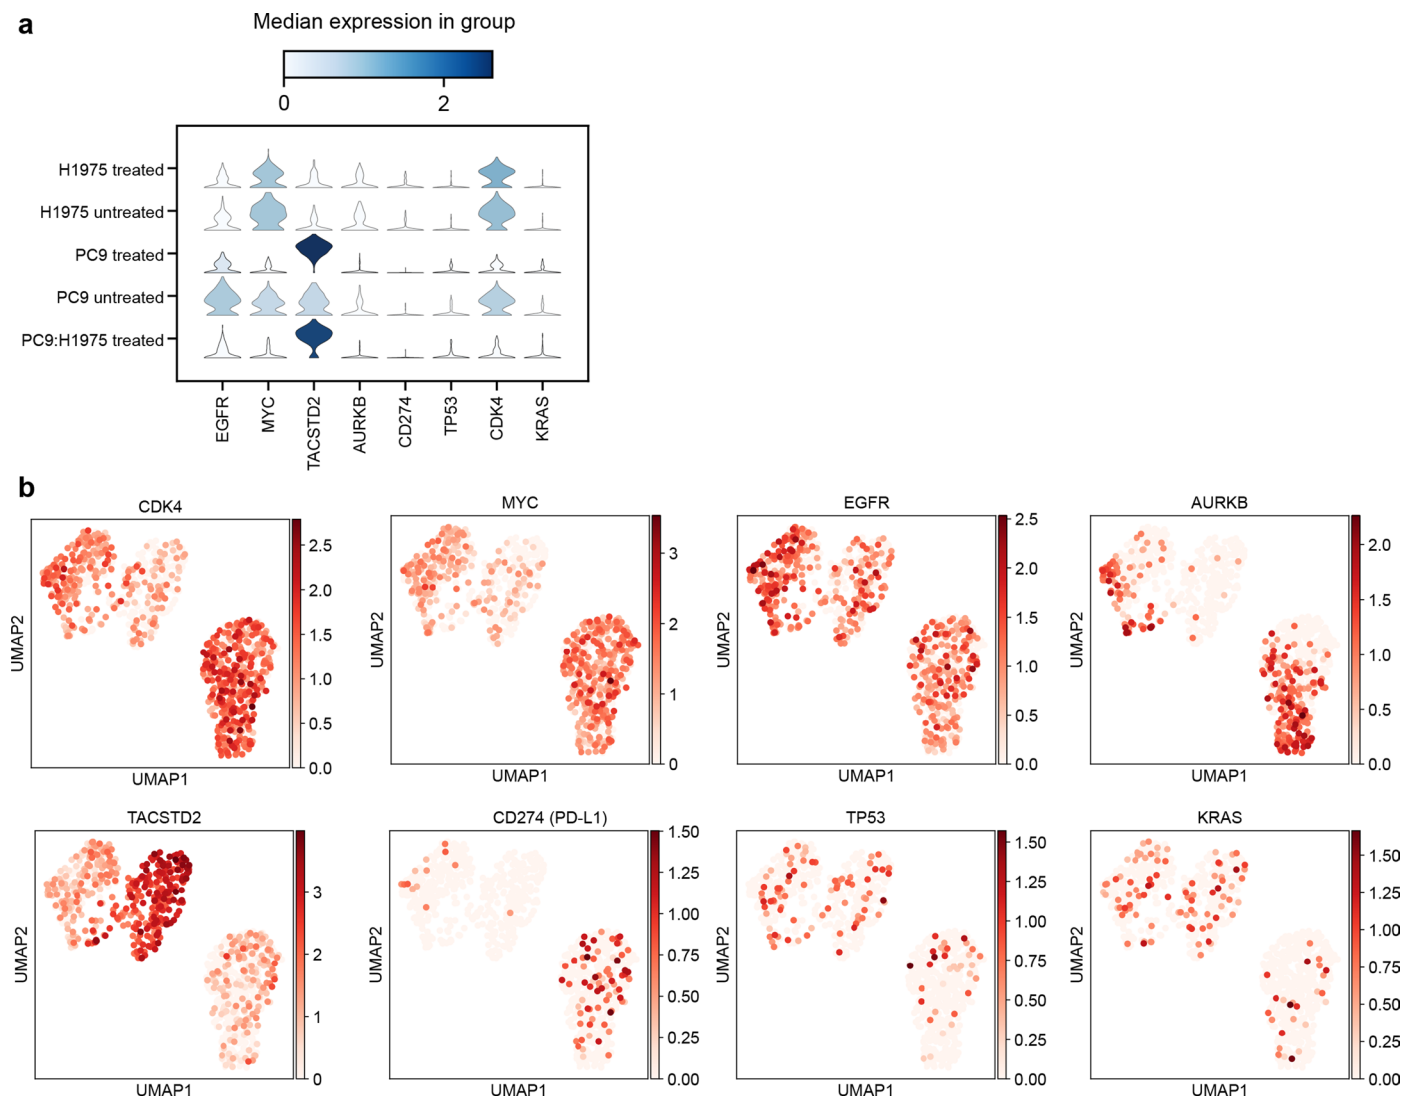 a
Median expression in group
0 2
H1975 treated
H1975 untreated
PC9 treated
PC9 untreated
PC9:H1975 treated
EGFR MYC TACSTD2 AURKB CD274 TP53 CDK4 KRAS
b
CDK4
UMAP2
UMAP1
2.5
2.0
1.5
1.0
0.5
0.0
MYC
UMAP2
UMAP1
3
2
1
0
EGFR
UMAP2
UMAP1
2.5
2.0
1.5
1.0
0.5
0.0
AURKB
UMAP2
UMAP1
2.0
1.5
1.0
0.5
0.0
TACSTD2
UMAP2
UMAP1
3
2
1
0
CD274 (PD-L1)
UMAP2
UMAP1
1.50
1.25
1.00
0.75
0.50
0.25
0.00
TP53
UMAP2
UMAP1
1.50
1.25
1.00
0.75
0.50
0.25
0.00
KRAS
UMAP2
UMAP1
1.50
1.25
1.00
0.75
0.50
0.25
0.00